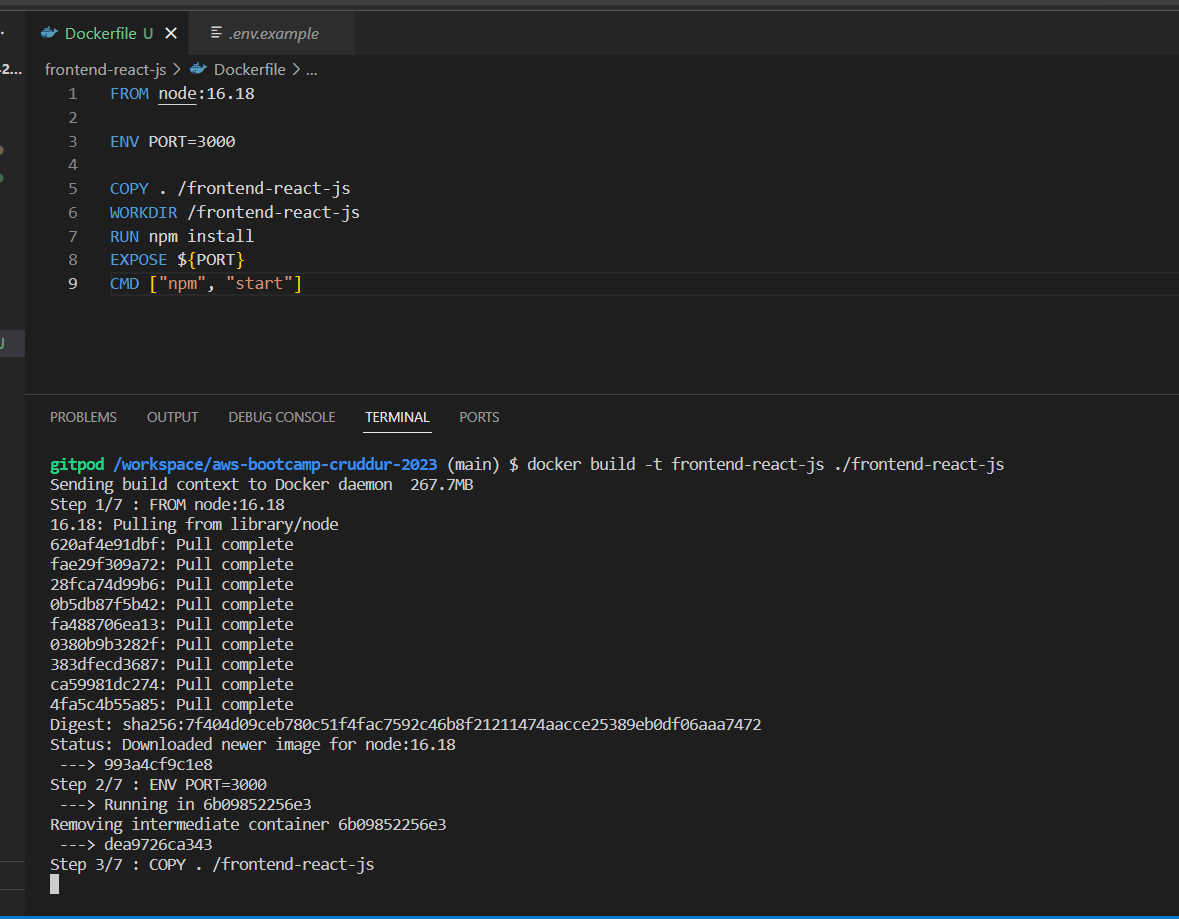 Dockerfile U .env.example
2... frontend-react-js > Dockerfile > ...
1 FROM node:16.18
2
3 ENV PORT=3000
4
5 COPY . /frontend-react-js
6 WORKDIR /frontend-react-js
7 RUN npm install
8 EXPOSE ${PORT}
9 CMD ["npm", "start"]
U
PROBLEMS OUTPUT DEBUG CONSOLE TERMINAL PORTS
gitpod /workspace/aws-bootcamp-cruddur-2023 (main) $ docker build -t frontend-react-js ./frontend-react-js
Sending build context to Docker daemon  267.7MB
Step 1/7 : FROM node:16.18
16.18: Pulling from library/node
620af4e91dbf: Pull complete
fae29f309a72: Pull complete
28fca74d99b6: Pull complete
0b5db87f5b42: Pull complete
fa488706ea13: Pull complete
0380b9b3282f: Pull complete
383dfecd3687: Pull complete
ca59981dc274: Pull complete
4fa5c4b55a85: Pull complete
Digest: sha256:7f404d09ceb780c51f4fac7592c46b8f21211474aacce25389eb0df06aaa7472
Status: Downloaded newer image for node:16.18
 ---> 993a4cf9c1e8
Step 2/7 : ENV PORT=3000
 ---> Running in 6b09852256e3
Removing intermediate container 6b09852256e3
 ---> dea9726ca343
Step 3/7 : COPY . /frontend-react-js